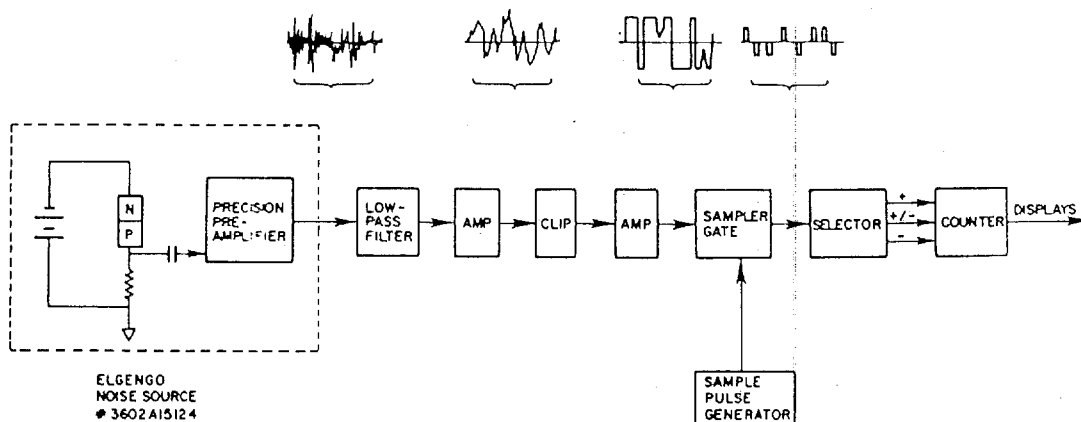 N
P
PRECISION
PRE-
AMPLIFIER
LOW-
PASS
FILTER
AMP
CLIP
AMP
SAMPLER
GATE
SELECTOR
+
+/-
-
COUNTER
DISPLAYS
ELGENGO
NOISE SOURCE
# 3602A15124
SAMPLE
PULSE
GENERATOR